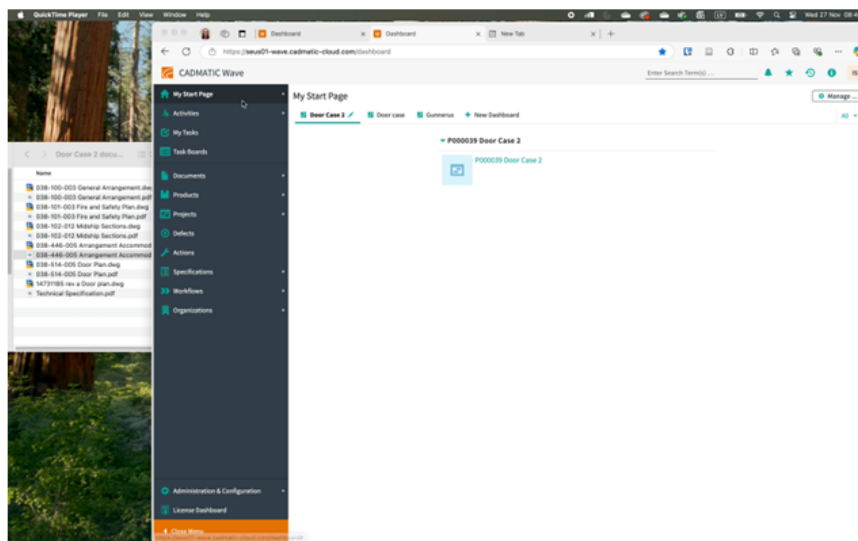 QuickTime Player File Edit View Window Help
Wed 27 Nov 08:4
Dashboard
Dashboard
New Tab
https://seus01-wave.cadmatic-cloud.com/dashboard
CADMATIC Wave
Enter Search Term(s) ...
My Start Page
Activities
My Tasks
Task Boards
Documents
Products
Projects
Defects
Actions
Specifications
Workflows
Organizations
Administration & Configuration
License Dashboard
Close Menu
My Start Page
Manage ...
Door Case 2
Door case
Gunnerus
New Dashboard
All
P000039 Door Case 2
P000039 Door Case 2
Door Case 2 docu...
Name
038-100-003 General Arrangement.dwg
038-100-003 General Arrangement.pdf
038-101-003 Fire and Safety Plan.dwg
038-101-003 Fire and Safety Plan.pdf
038-102-012 Midship Sections.dwg
038-102-012 Midship Sections.pdf
038-446-005 Arrangement Accommod
038-446-005 Arrangement Accommod
038-514-005 Door Plan.dwg
038-514-005 Door Plan.pdf
rev a Door plan.dwg
Technical Specification.pdf